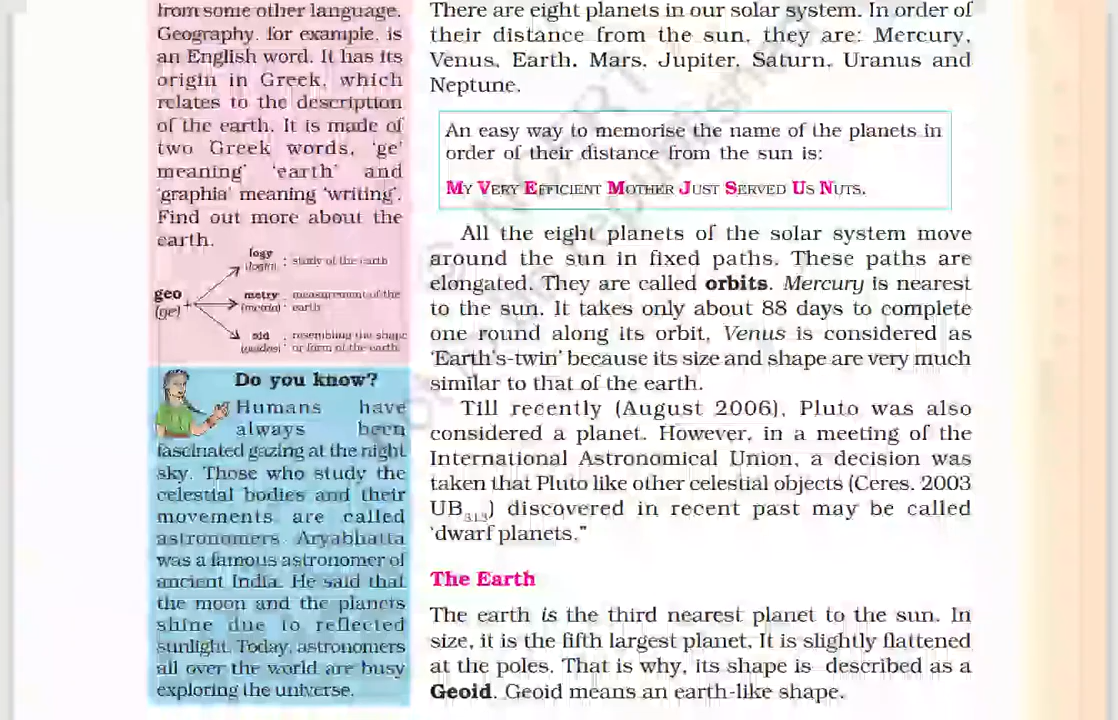 from some other language.
Geography, for example, is
an English word. It has its
origin in Greek, which
relates to the description
of the earth. It is made of
two Greek words, 'ge'
meaning 'earth' and
'graphia' meaning 'writing'.
Find out more about the
earth.
logy
(logia) : study of the earth
geo
(ge)
metry : measurement of the
(metria) earth
oid : resembling the shape
or form of the earth
Do you know?
Humans have
always been
fascinated gazing at the night
sky. Those who study the
celestial bodies and their
movements are called
astronomers. Aryabhatta
was a famous astronomer of
ancient India. He said that
the moon and the planets
shine due to reflected
sunlight. Today, astronomers
all over the world are busy
exploring the universe.
There are eight planets in our solar system. In order of
their distance from the sun, they are: Mercury,
Venus, Earth, Mars, Jupiter, Saturn, Uranus and
Neptune.
An easy way to memorise the name of the planets in
order of their distance from the sun is:
MY VERY EFFICIENT MOTHER JUST SERVED US NUTS.
All the eight planets of the solar system move
around the sun in fixed paths. These paths are
elongated. They are called orbits. Mercury is nearest
to the sun. It takes only about 88 days to complete
one round along its orbit. Venus is considered as
'Earth's-twin' because its size and shape are very much
similar to that of the earth.
Till recently (August 2006), Pluto was also
considered a planet. However, in a meeting of the
International Astronomical Union, a decision was
taken that Pluto like other celestial objects (Ceres, 2003
UB313) discovered in recent past may be called
'dwarf planets."
The Earth
The earth is the third nearest planet to the sun. In
size, it is the fifth largest planet. It is slightly flattened
at the poles. That is why, its shape is described as a
Geoid. Geoid means an earth-like shape.